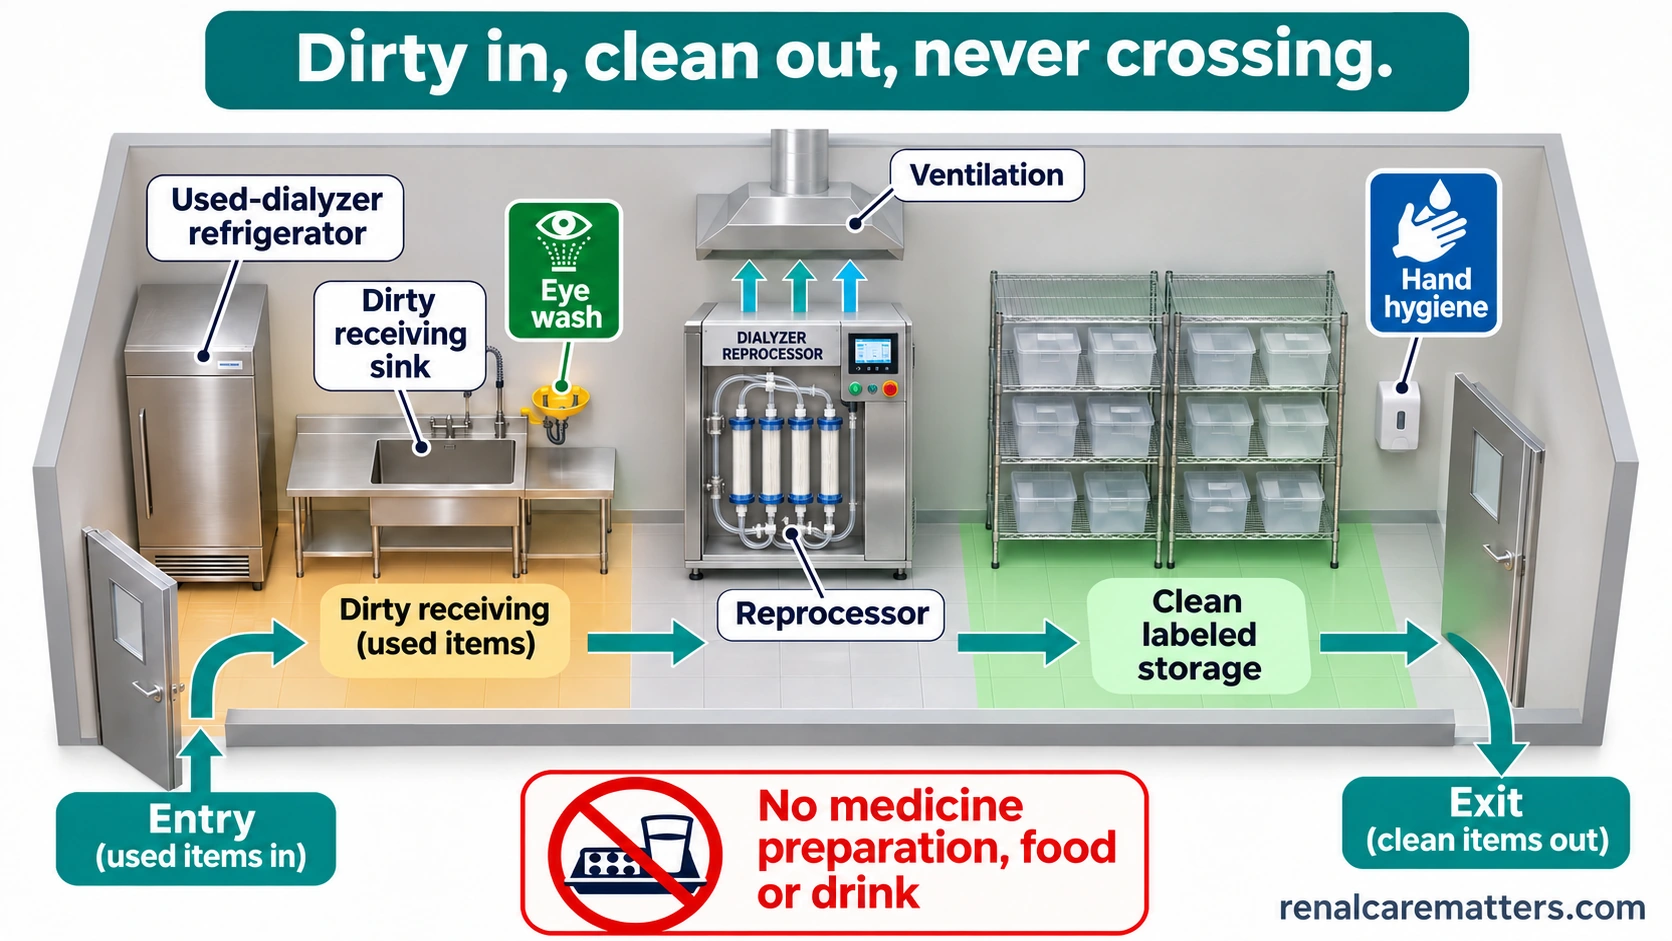 Dirty in, clean out, never crossing.
Used-dialyzer
refrigerator
Dirty
receiving
sink
Eye
wash
Ventilation
DIALYZER
REPROCESSOR
Hand
hygiene
Dirty receiving
(used items)
Reprocessor
Clean
labeled
storage
Entry
(used items in)
No medicine
preparation, food
or drink
Exit
(clean items out)
renalcarematters.com